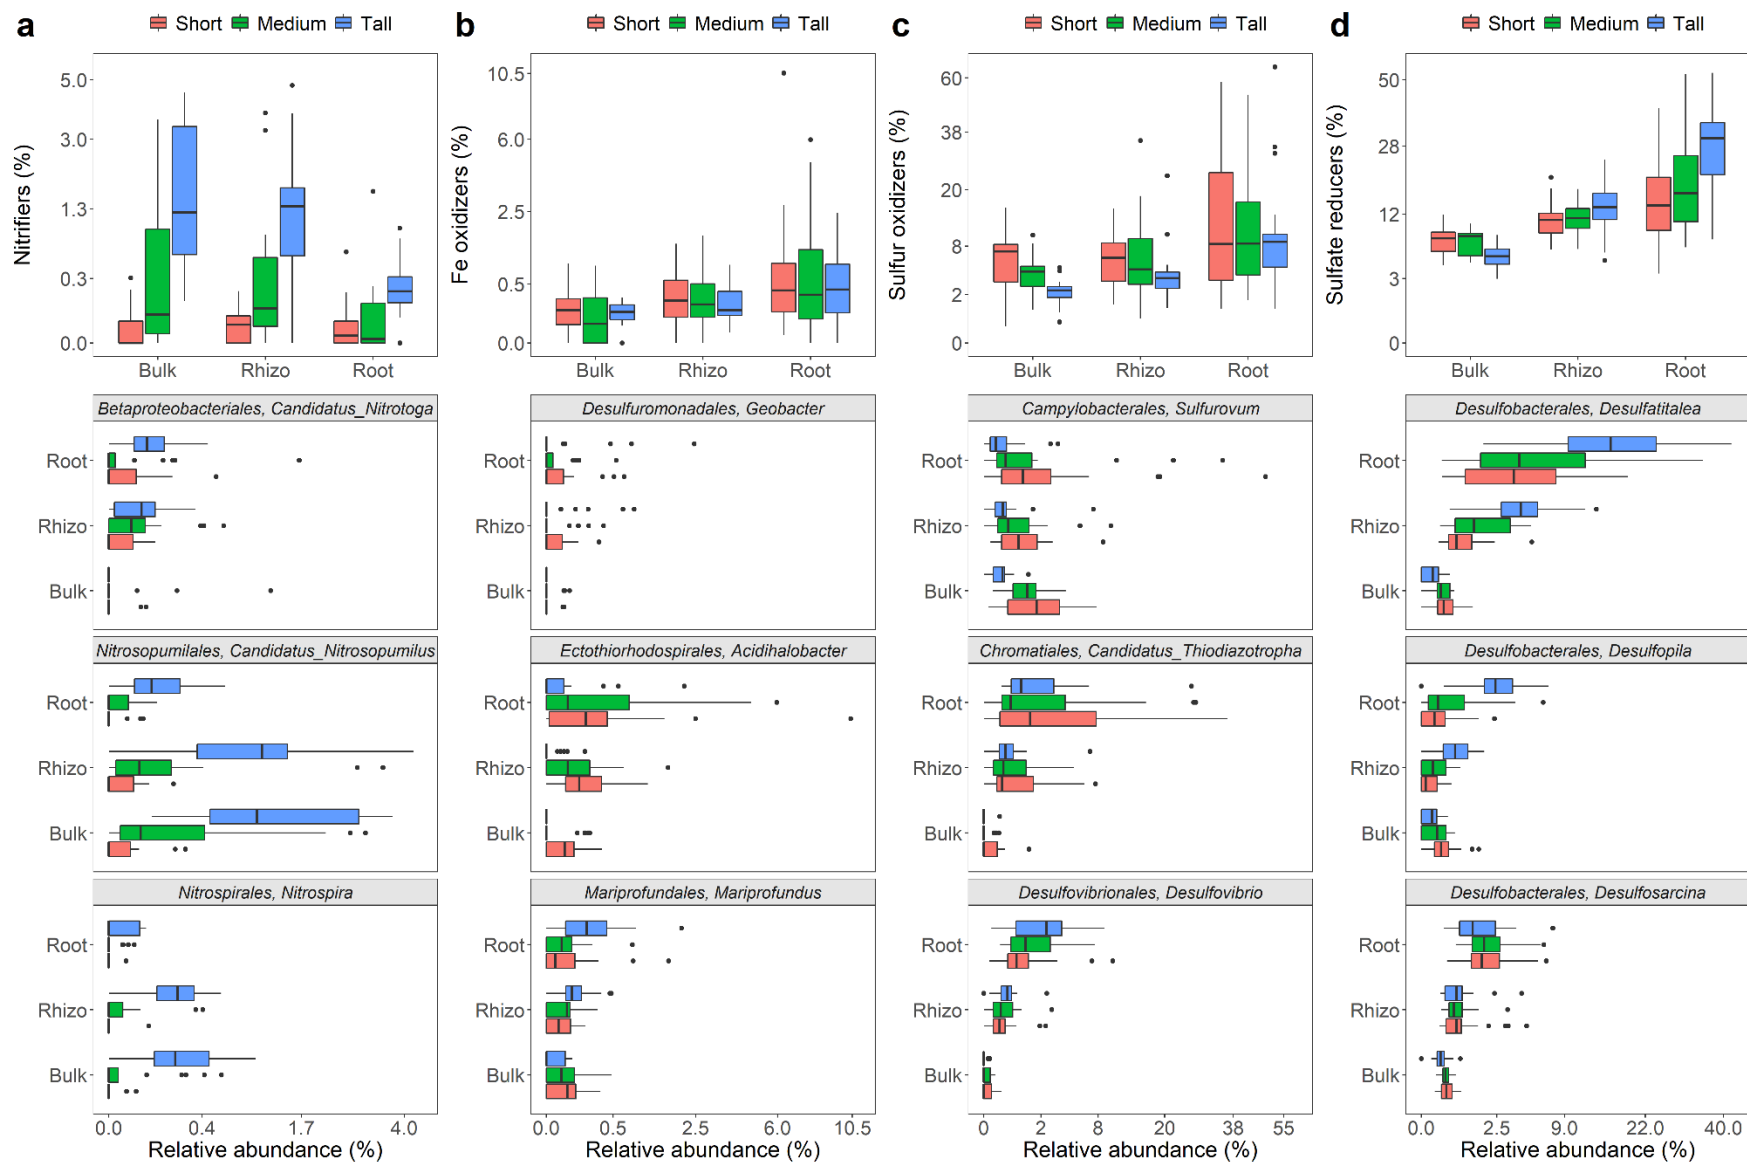 a Short Medium Tall
b Short Medium Tall
c Short Medium Tall
d Short Medium Tall
Nitrifiers (%)
5.0
3.0
1.3
0.3
0.0
Bulk Rhizo Root
Fe oxidizers (%)
10.5
6.0
2.5
0.5
0.0
Bulk Rhizo Root
Sulfur oxidizers (%)
60
38
20
8
2
0
Bulk Rhizo Root
Sulfate reducers (%)
50
28
12
3
0
Bulk Rhizo Root
Betaproteobacteriales, Candidatus_Nitrotoga
Root
Rhizo
Bulk
Nitrosopumilales, Candidatus_Nitrosopumilus
Root
Rhizo
Bulk
Nitrospirales, Nitrospira
Root
Rhizo
Bulk
0.0 0.4 1.7 4.0
Relative abundance (%)
Desulfuromonadales, Geobacter
Root
Rhizo
Bulk
Ectothiorhodospirales, Acidihalobacter
Root
Rhizo
Bulk
Mariprofundales, Mariprofundus
Root
Rhizo
Bulk
0.0 0.5 2.5 6.0 10.5
Relative abundance (%)
Campylobacterales, Sulfurovum
Root
Rhizo
Bulk
Chromatiales, Candidatus_Thiodiazotropha
Root
Rhizo
Bulk
Desulfovibrionales, Desulfovibrio
Root
Rhizo
Bulk
0 2 8 20 38 55
Relative abundance (%)
Desulfobacterales, Desulfatitalea
Root
Rhizo
Bulk
Desulfobacterales, Desulfopila
Root
Rhizo
Bulk
Desulfobacterales, Desulfosarcina
Root
Rhizo
Bulk
0.0 2.5 9.0 22.0 40.0
Relative abundance (%)